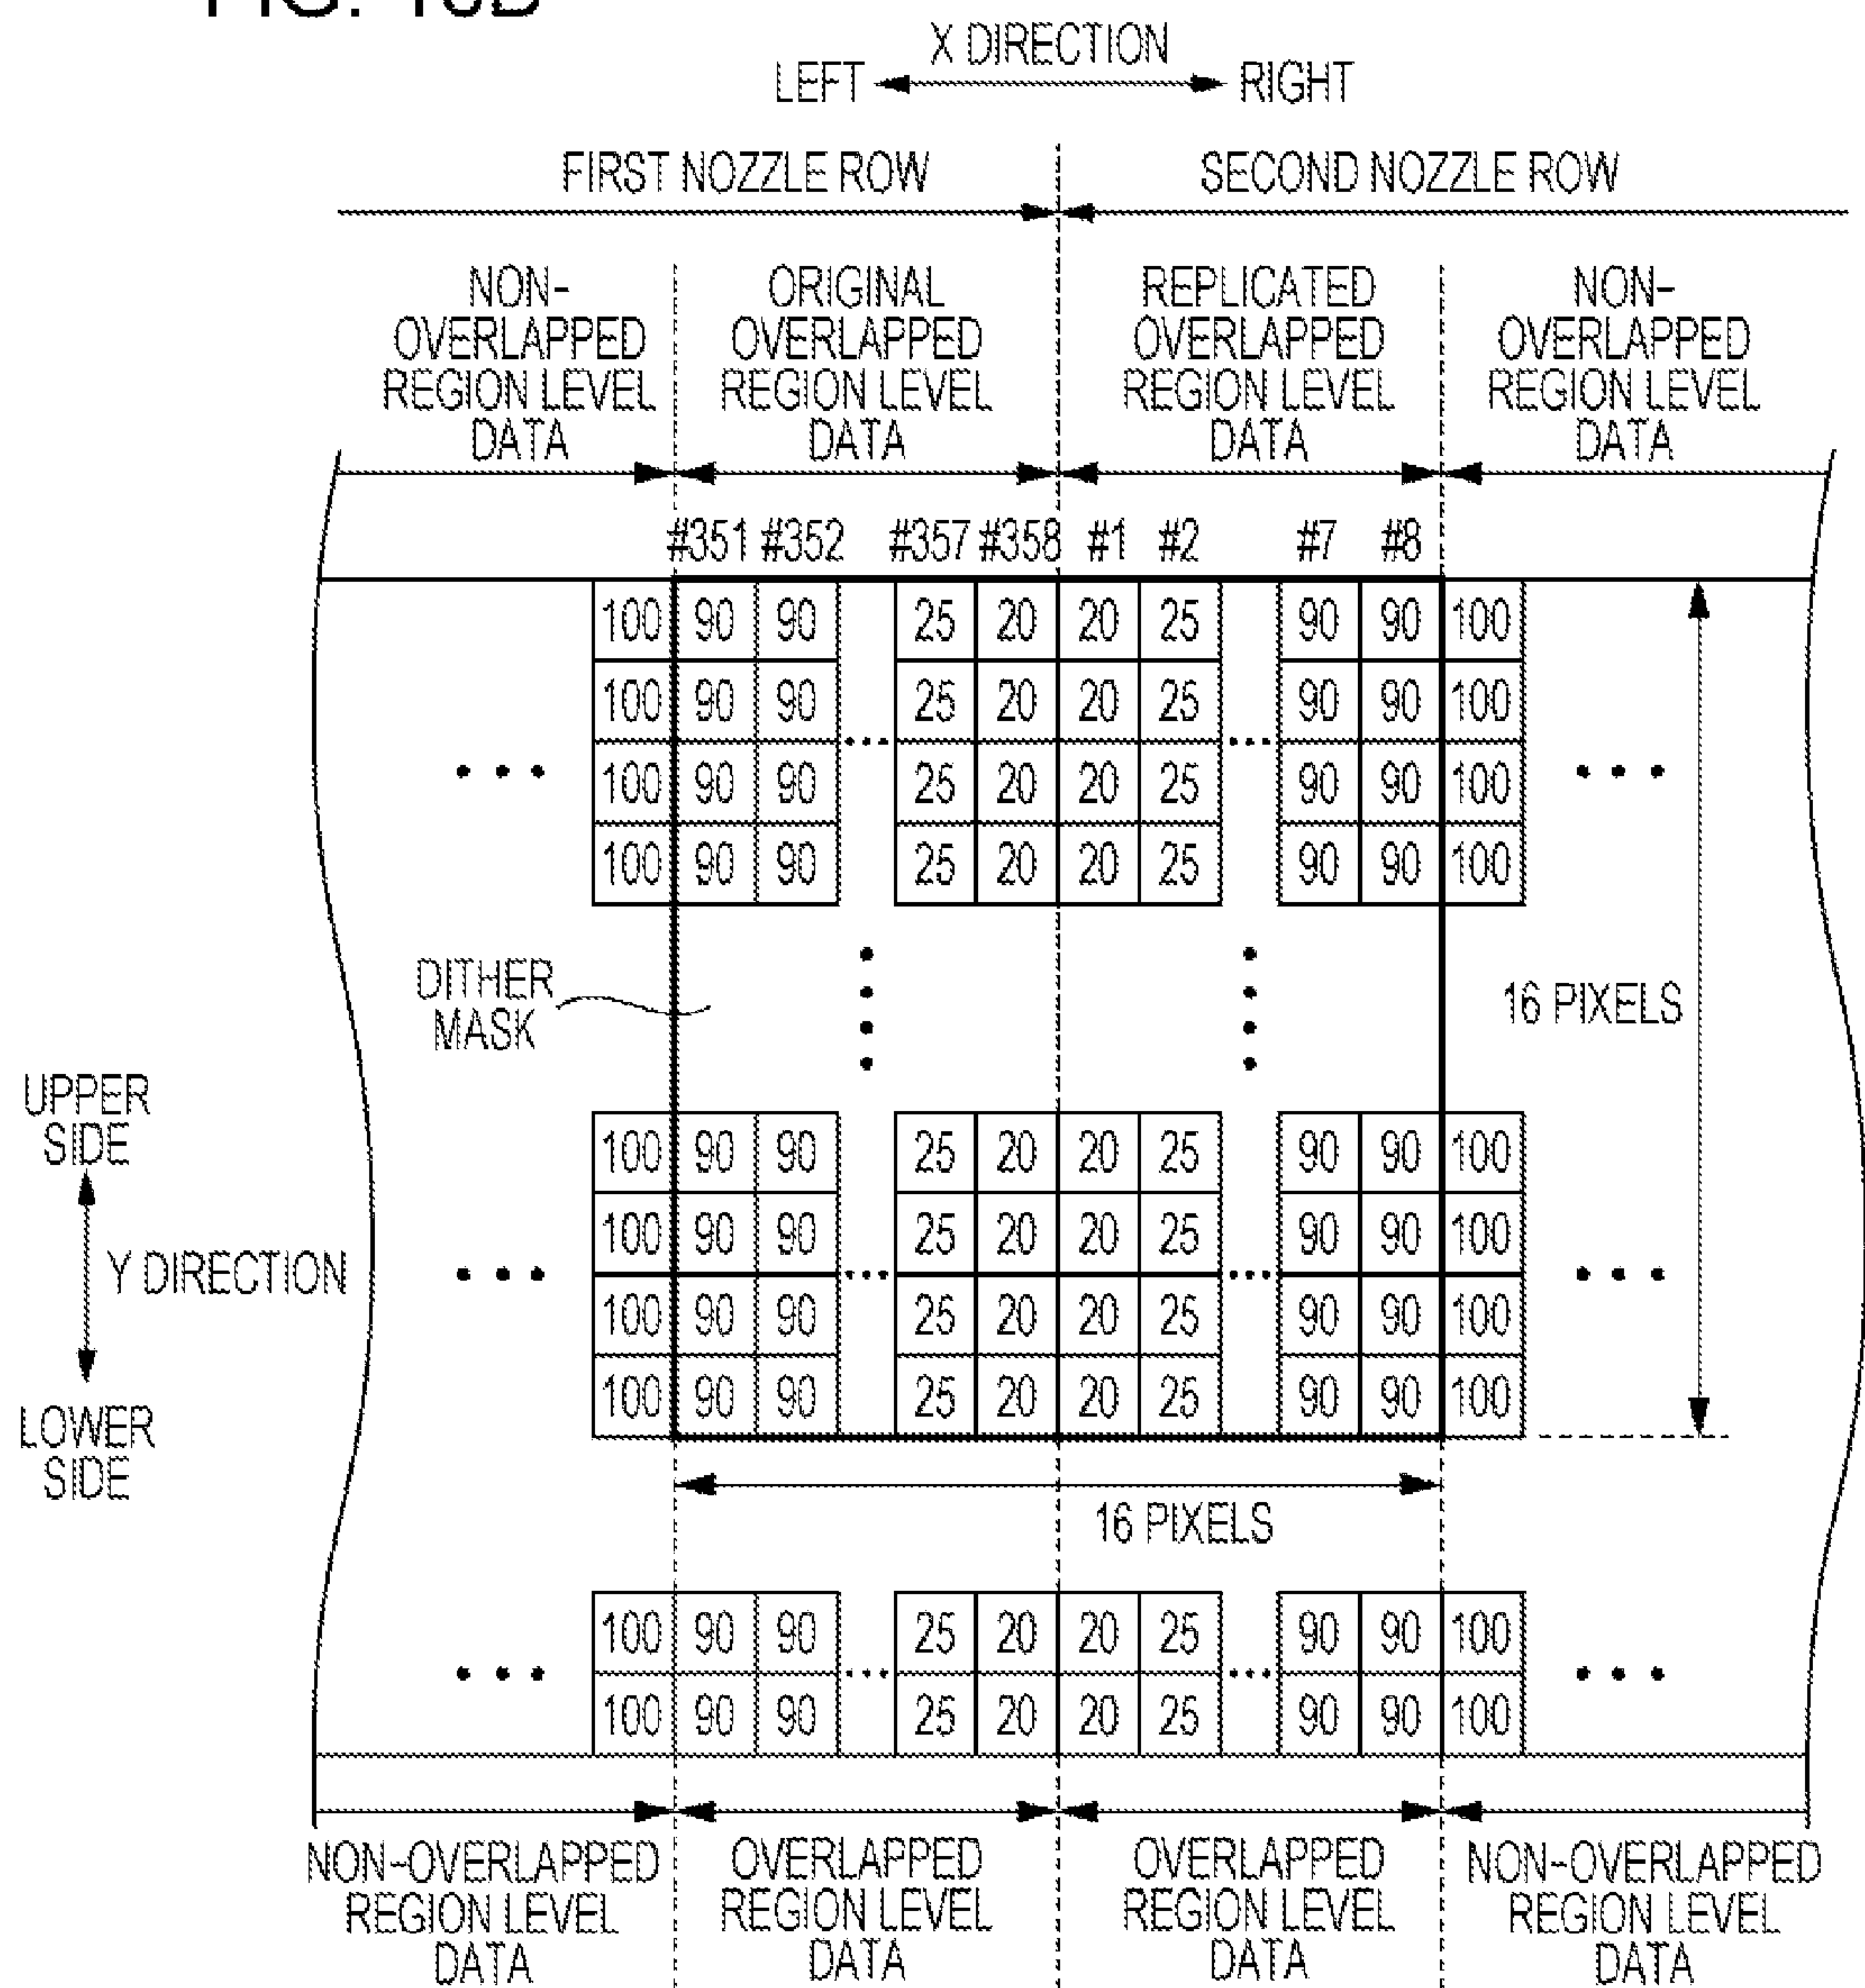 X DIRECTION
LEFT RIGHT
FIRST NOZZLE ROW SECOND NOZZLE ROW
NON-
OVERLAPPED
REGION LEVEL
DATA
ORIGINAL
OVERLAPPED
REGION LEVEL
DATA
REPLICATED
OVERLAPPED
REGION LEVEL
DATA
NON-
OVERLAPPED
REGION LEVEL
DATA
#351 #352 #357 #358 #1 #2 #7 #8
100 90 90 25 20 20 25 90 90 100
100 90 90 25 20 20 25 90 90 100
100 90 90 ... 25 20 20 25 ... 90 90 100
100 90 90 25 20 20 25 90 90 100
DITHER
MASK
16 PIXELS
UPPER
SIDE
Y DIRECTION
LOWER
SIDE
100 90 90 25 20 20 25 90 90 100
100 90 90 25 20 20 25 90 90 100
100 90 90 ... 25 20 20 25 ... 90 90 100
100 90 90 25 20 20 25 90 90 100
16 PIXELS
100 90 90 25 20 20 25 90 90 100
100 90 90 ... 25 20 20 25 ... 90 90 100
NON-OVERLAPPED
REGION LEVEL
DATA
OVERLAPPED
REGION LEVEL
DATA
OVERLAPPED
REGION LEVEL
DATA
NON-OVERLAPPED
REGION LEVEL
DATA